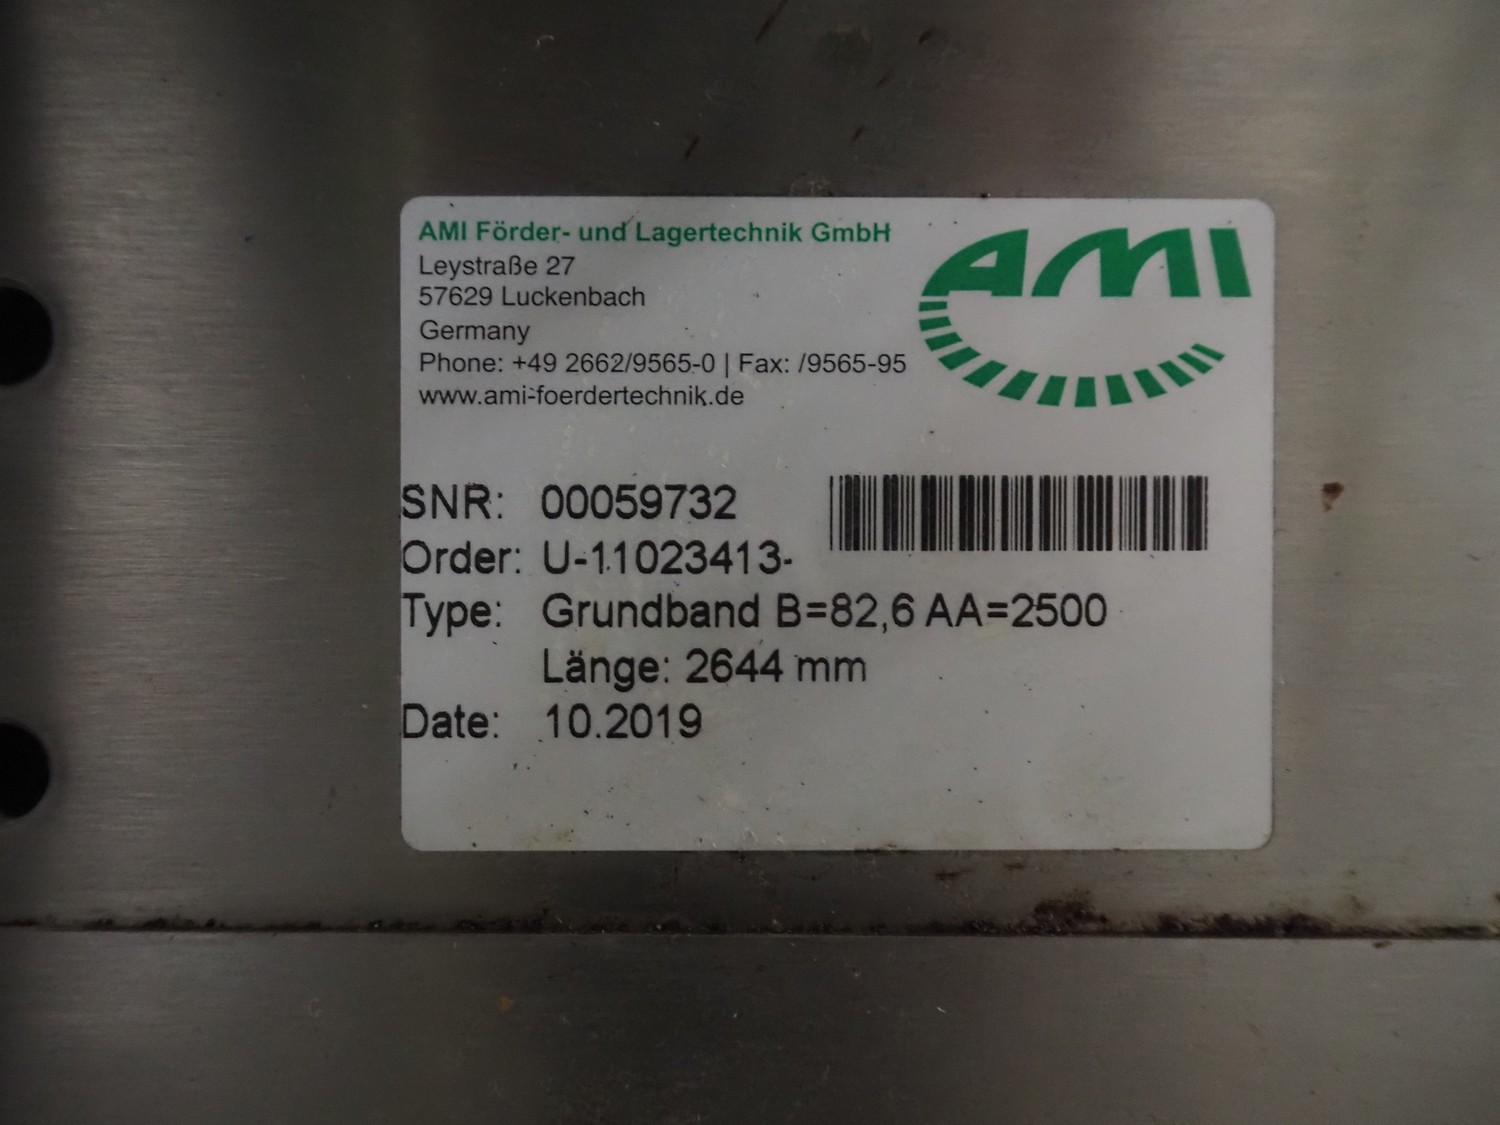 AMI Förder- und Lagertechnik GmbH
Leystraße 27
57629 Luckenbach
Germany
Phone: +49 2662/9565-0 | Fax: /9565-95
www.ami-foerdertechnik.de
AMI
SNR: 00059732
Order: U-11023413-
Type: Grundband B=82,6 AA=2500
Länge: 2644 mm
Date: 10.2019